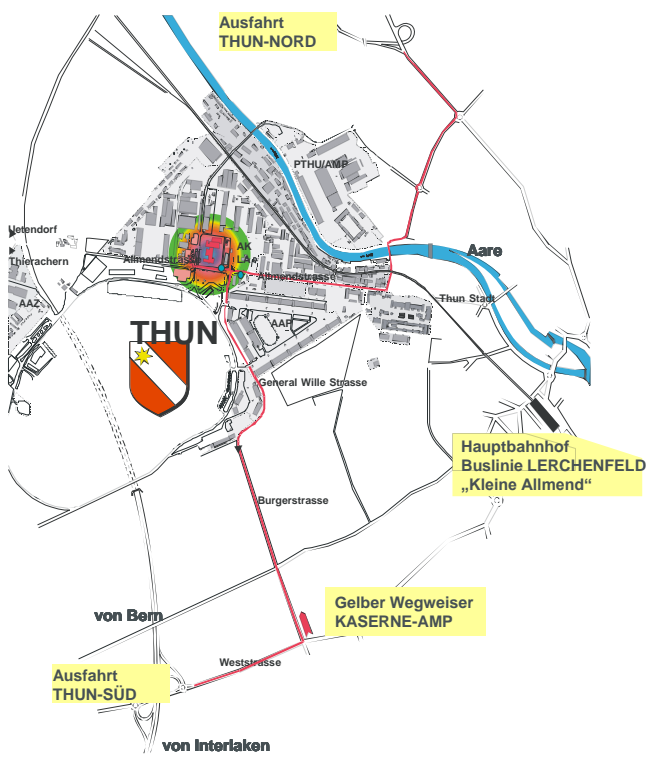 Ausfahrt
THUN-NORD
PTHU/AMP
Aare
AK
LA
Allmendstrasse
Allmendstrasse
Thierachern
Thun Stadt
AAZ
AAP
THUN
General Wille Strasse
Hauptbahnhof
Buslinie LERCHENFELD
„Kleine Allmend“
Burgerstrasse
Gelber Wegweiser
KASERNE-AMP
von Bern
Weststrasse
Ausfahrt
THUN-SÜD
von Interlaken